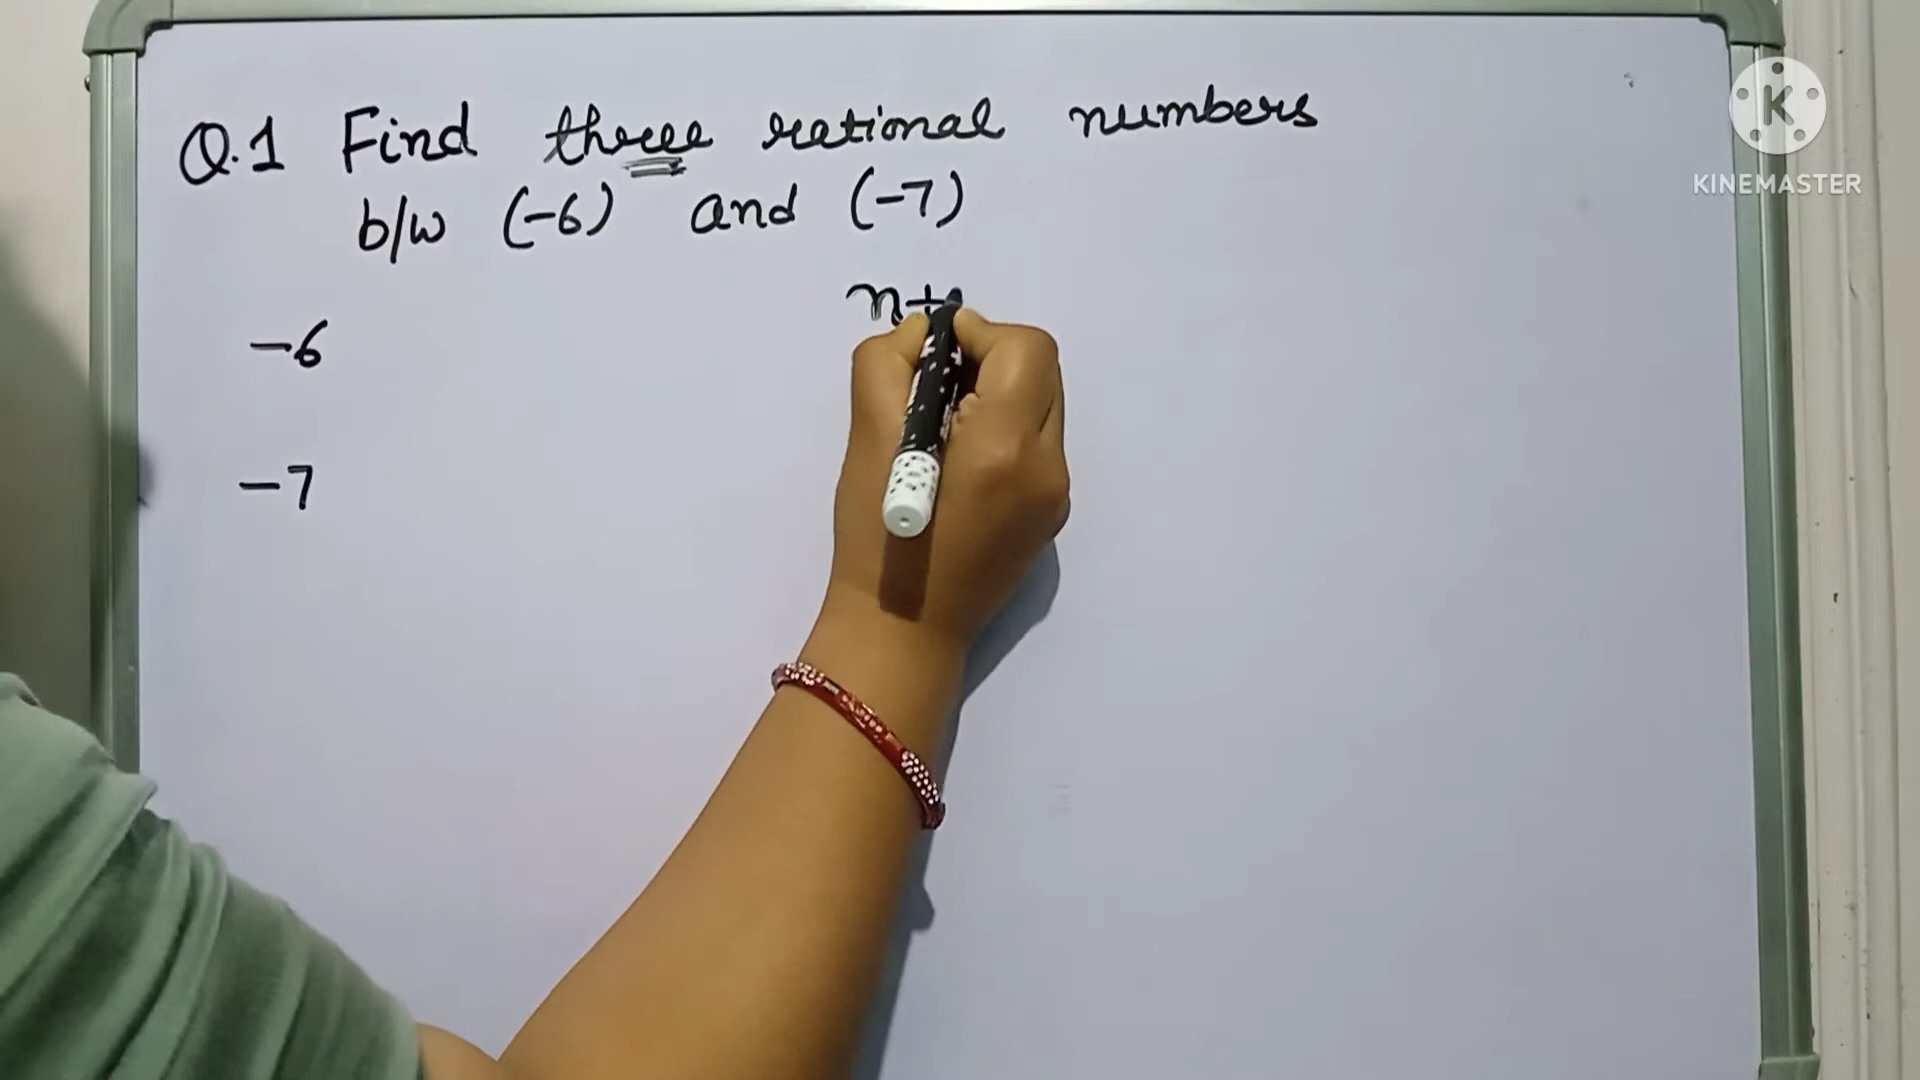 Q.1 Find three rational numbers
b/w (-6) and (-7)
n+
-6
-7
K
KINEMASTER